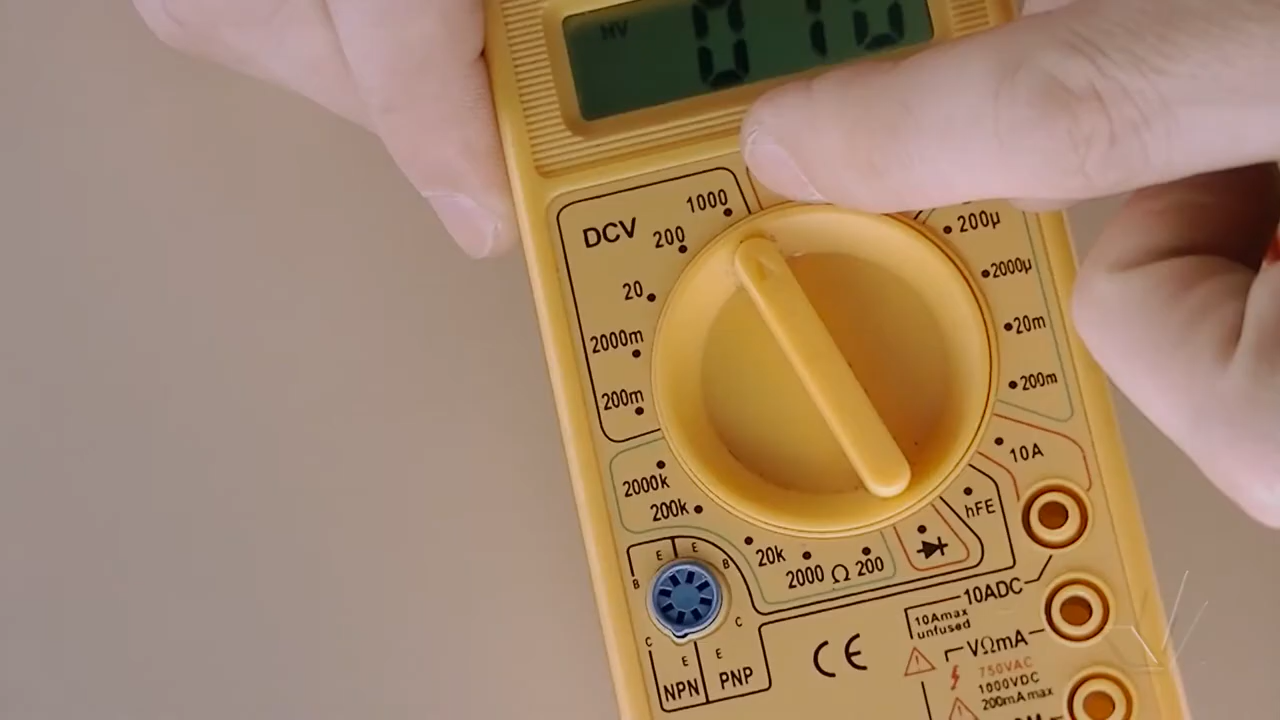 HV
DCV
1000
200
20
2000m
200m
200µ
2000µ
20m
200m
10A
hFE
2000k
200k
20k
2000 Ω 200
E E
B B
C C
E E
NPN PNP
CE
10ADC
10Amax
unfused
VΩmA
750VAC
1000VDC
200mA max